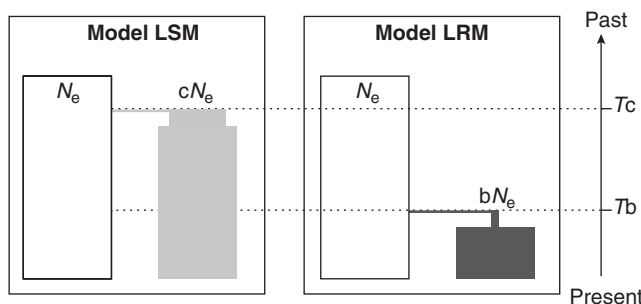 Model LSM
Model LRM
Past
Ne
cNe
Ne
Tc
bNe
Tb
Present